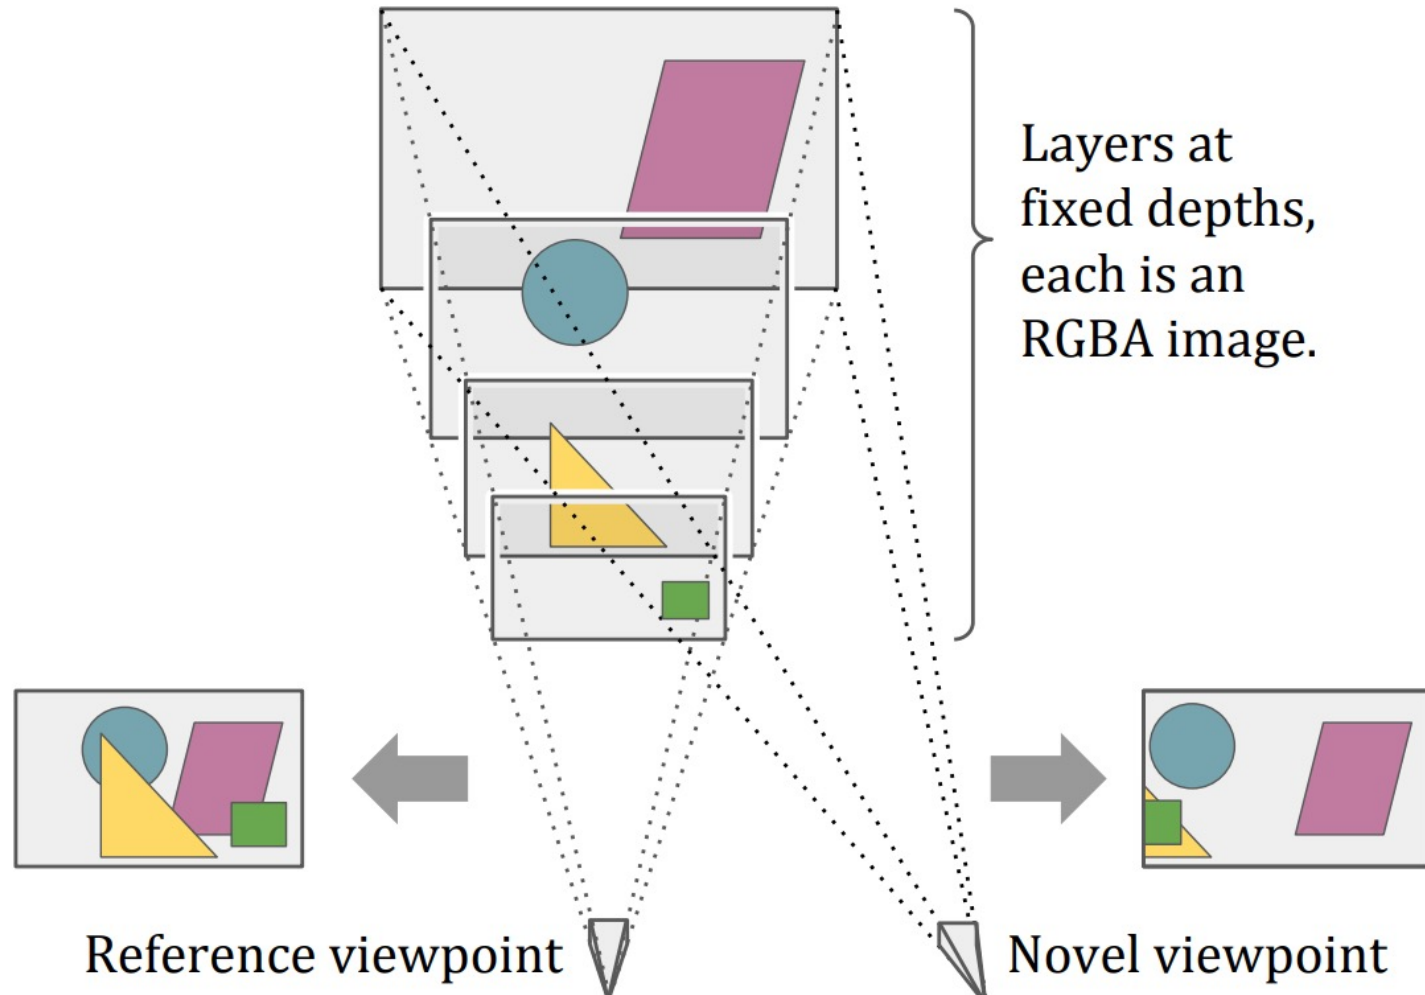 Layers at
fixed depths,
each is an
RGBA image.
Reference viewpoint
Novel viewpoint